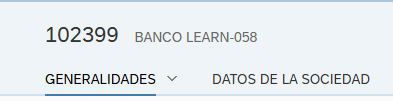 102399 BANCO LEARN-058
GENERALIDADES DATOS DE LA SOCIEDAD